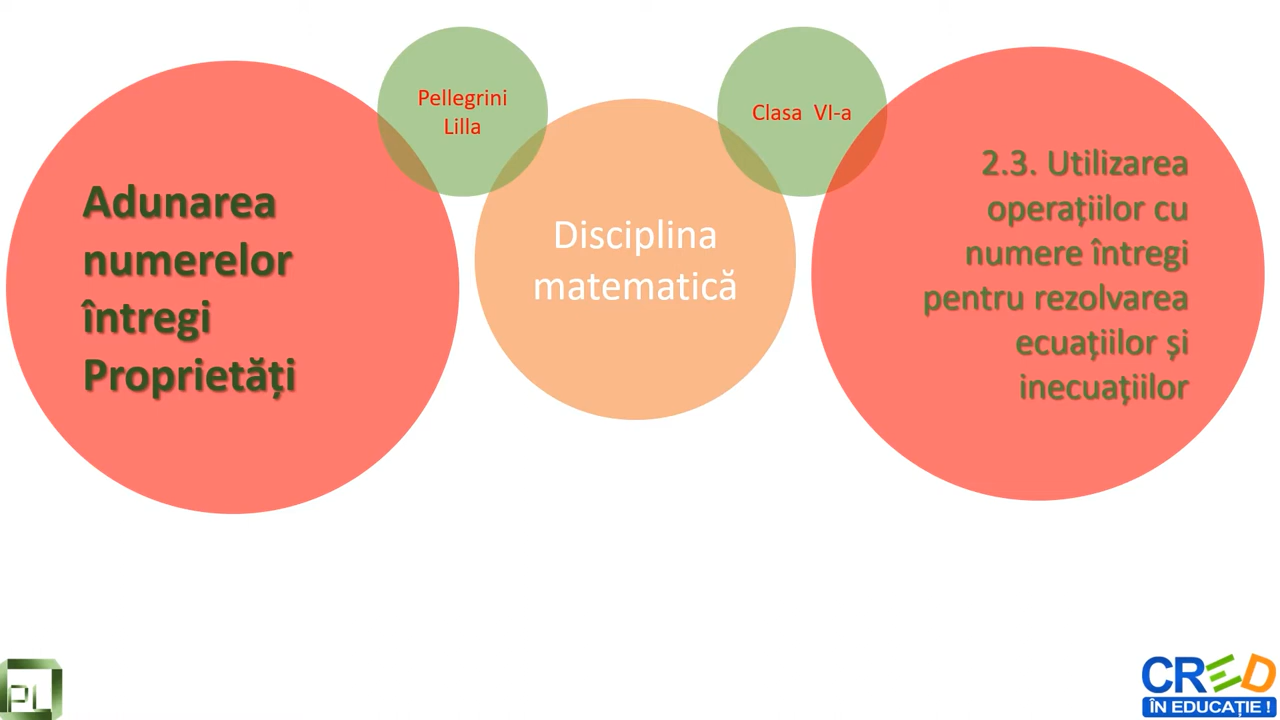 Adunarea
numerelor
întregi
Proprietăți
Pellegrini
Lilla
Disciplina
matematică
Clasa VI-a
2.3. Utilizarea
operațiilor cu
numere întregi
pentru rezolvarea
ecuațiilor și
inecuațiilor
PL
CRED
ÎN EDUCAȚIE !